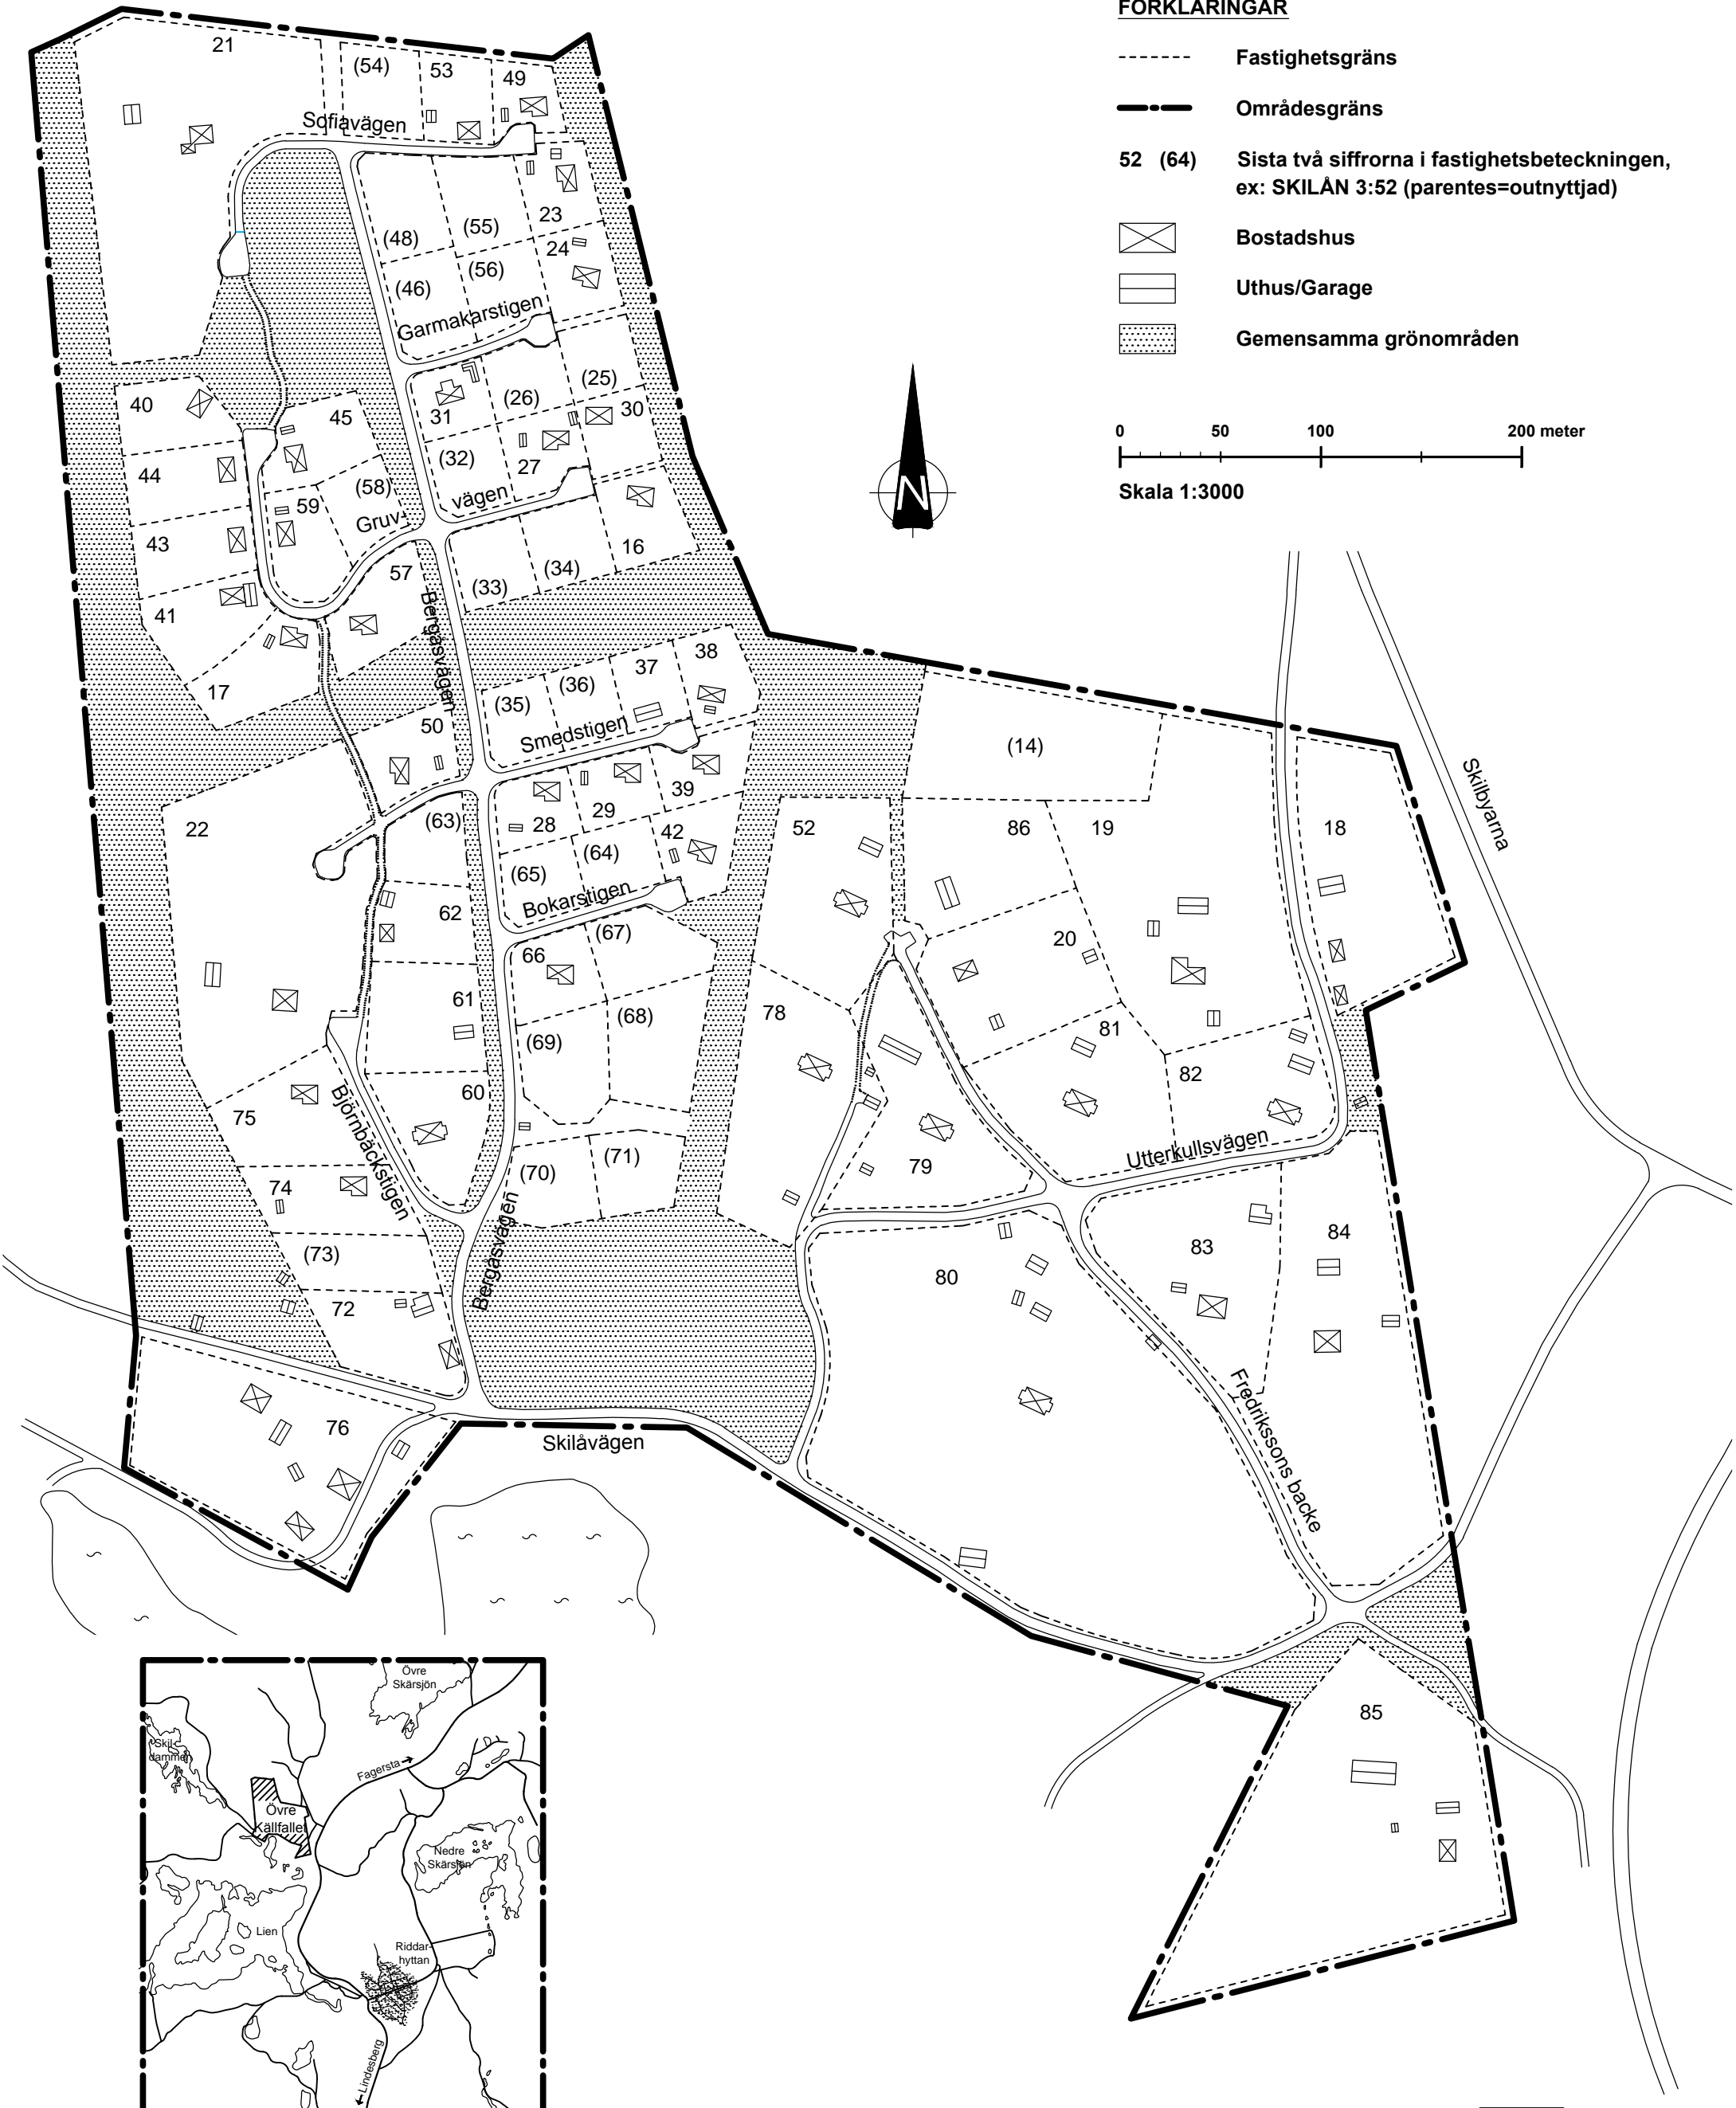 FÖRKLARINGAR
Fastighetsgräns
Områdesgräns
52 (64) Sista två siffrorna i fastighetsbeteckningen,
ex: SKILÅN 3:52 (parentes=outnyttjad)
Bostadshus
Uthus/Garage
Gemensamma grönområden
0 50 100 200 meter
Skala 1:3000
N
21
(54)
53
49
Sofiavägen
23
(48)
(55)
24
(46)
(56)
Garmakarstigen
40
45
31
(26)
(25)
30
44
(32)
27
59
(58)
Gruv-
vägen
43
57
16
41
(33)
(34)
Bergåsvägen
17
38
37
(36)
(35)
50
Smedstigen
(14)
Skilbyarna
22
(63)
28
29
39
42
52
86
19
18
(65)
(64)
Bokarstigen
62
66
(67)
20
61
(69)
(68)
78
81
82
75
60
Björnbäckstigen
74
(70)
(71)
79
Utterkullsvägen
(73)
Bergåsvägen
80
83
84
72
76
Skilåvägen
Fredrikssons backe
85
Övre
Skärsjön
Skil-
dammen
Fagersta
Övre
Källfallet
Nedre
Skärsjön
Lien
Riddar-
hyttan
Lindesberg